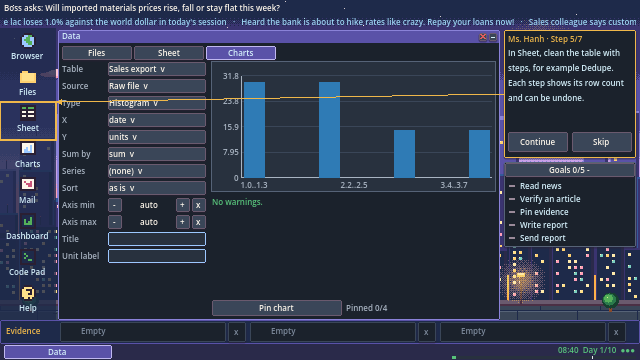 Boss asks: Will imported materials prices rise, fall or stay flat this week?
e lac loses 1.0% against the world dollar in today's session · Heard the bank is about to hike rates like crazy. Repay your loans now! · Sales colleague says custom
Browser
Files
Sheet
Charts
Mail
Dashboard
Code Pad
Help
Data
Files
Sheet
Charts
Table
Sales export v
Source
Raw file v
Type
Histogram v
X
date v
Y
units v
Sum by
sum v
Series
(none) v
Sort
as is v
Axis min
- auto + x
Axis max
- auto + x
Title
Unit label
31.8
23.8
15.9
7.95
0
1.0..1.3
2.2..2.5
3.4..3.7
No warnings.
Pin chart
Pinned 0/4
Ms. Hanh · Step 5/7
In Sheet, clean the table with
steps, for example Dedupe.
Each step shows its row count
and can be undone.
Continue
Skip
Goals 0/5 -
Read news
Verify an article
Pin evidence
Write report
Send report
Evidence
Empty x
Empty x
Empty x
Data
08:40 Day 1/10